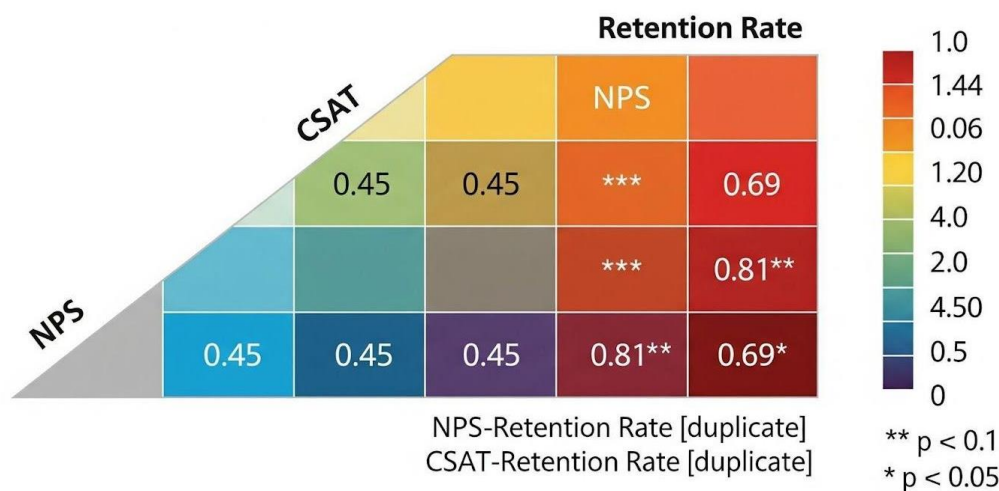 Retention Rate
CSAT
NPS
NPS
0.45 0.45 *** 0.69
*** 0.81**
0.45 0.45 0.45 0.81** 0.69*
NPS-Retention Rate [duplicate]
CSAT-Retention Rate [duplicate]
1.0
1.44
0.06
1.20
4.0
2.0
4.50
0.5
0
** p < 0.1
* p < 0.05